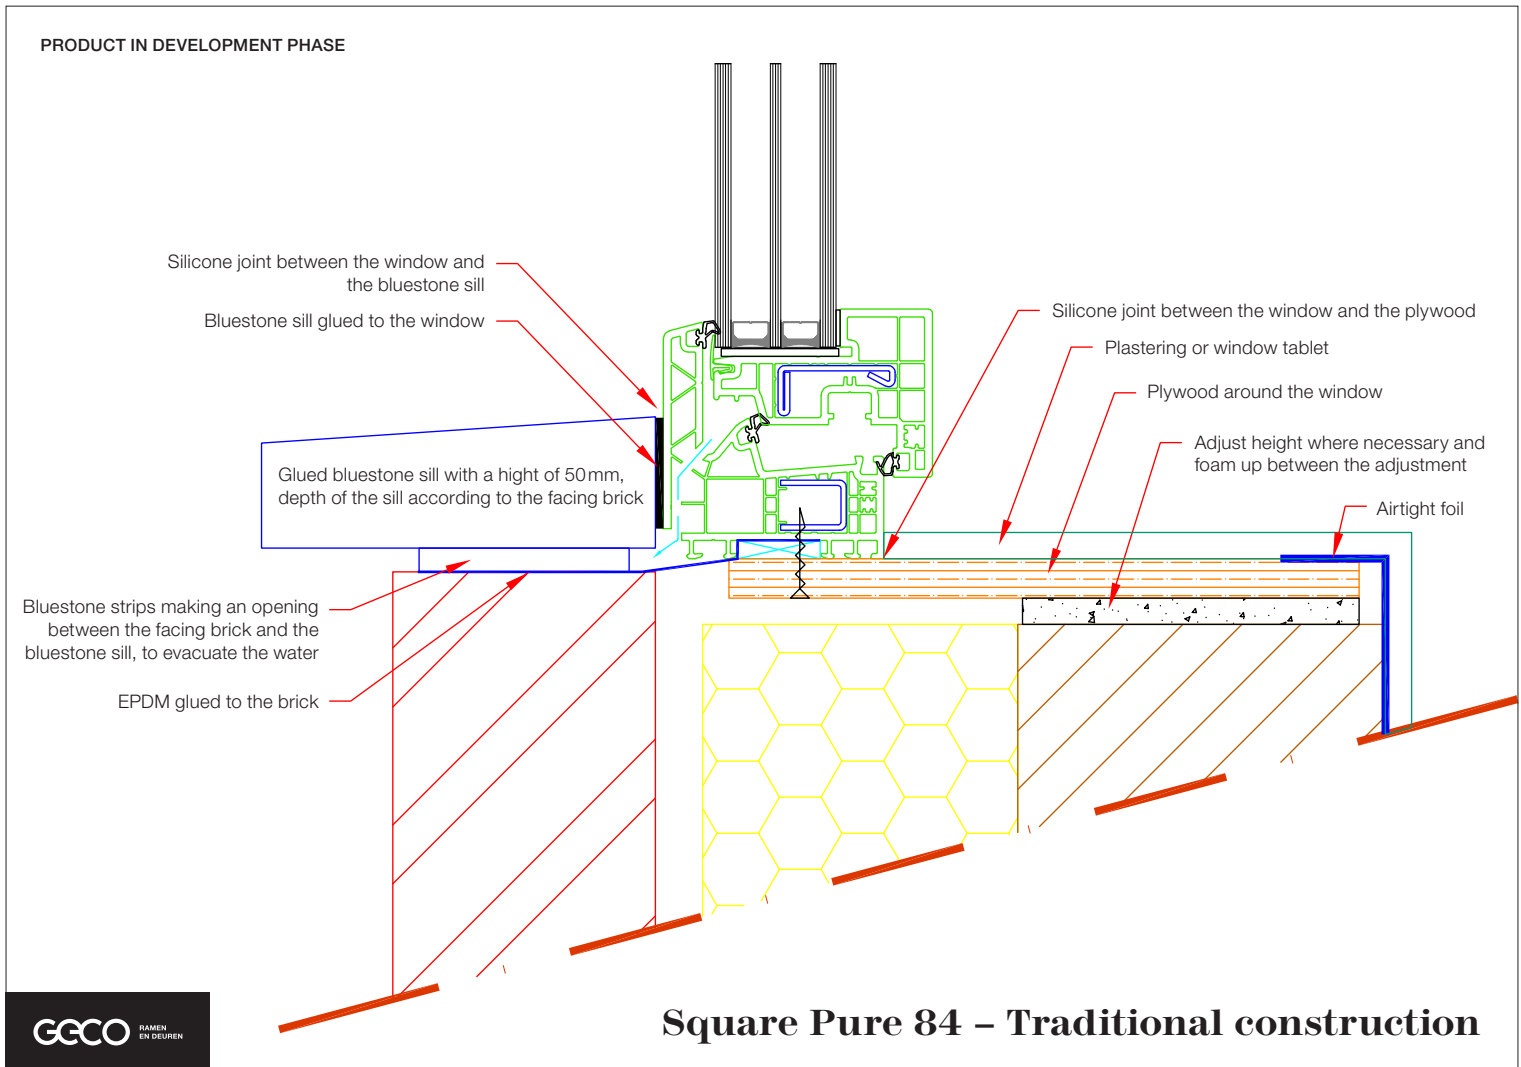 PRODUCT IN DEVELOPMENT PHASE
Silicone joint between the window and
the bluestone sill
Bluestone sill glued to the window
Glued bluestone sill with a hight of 50 mm,
depth of the sill according to the facing brick
Bluestone strips making an opening
between the facing brick and the
bluestone sill, to evacuate the water
EPDM glued to the brick
Silicone joint between the window and the plywood
Plastering or window tablet
Plywood around the window
Adjust height where necessary and
foam up between the adjustment
Airtight foil
GECO
RAMEN
EN DEUREN
Square Pure 84 – Traditional construction